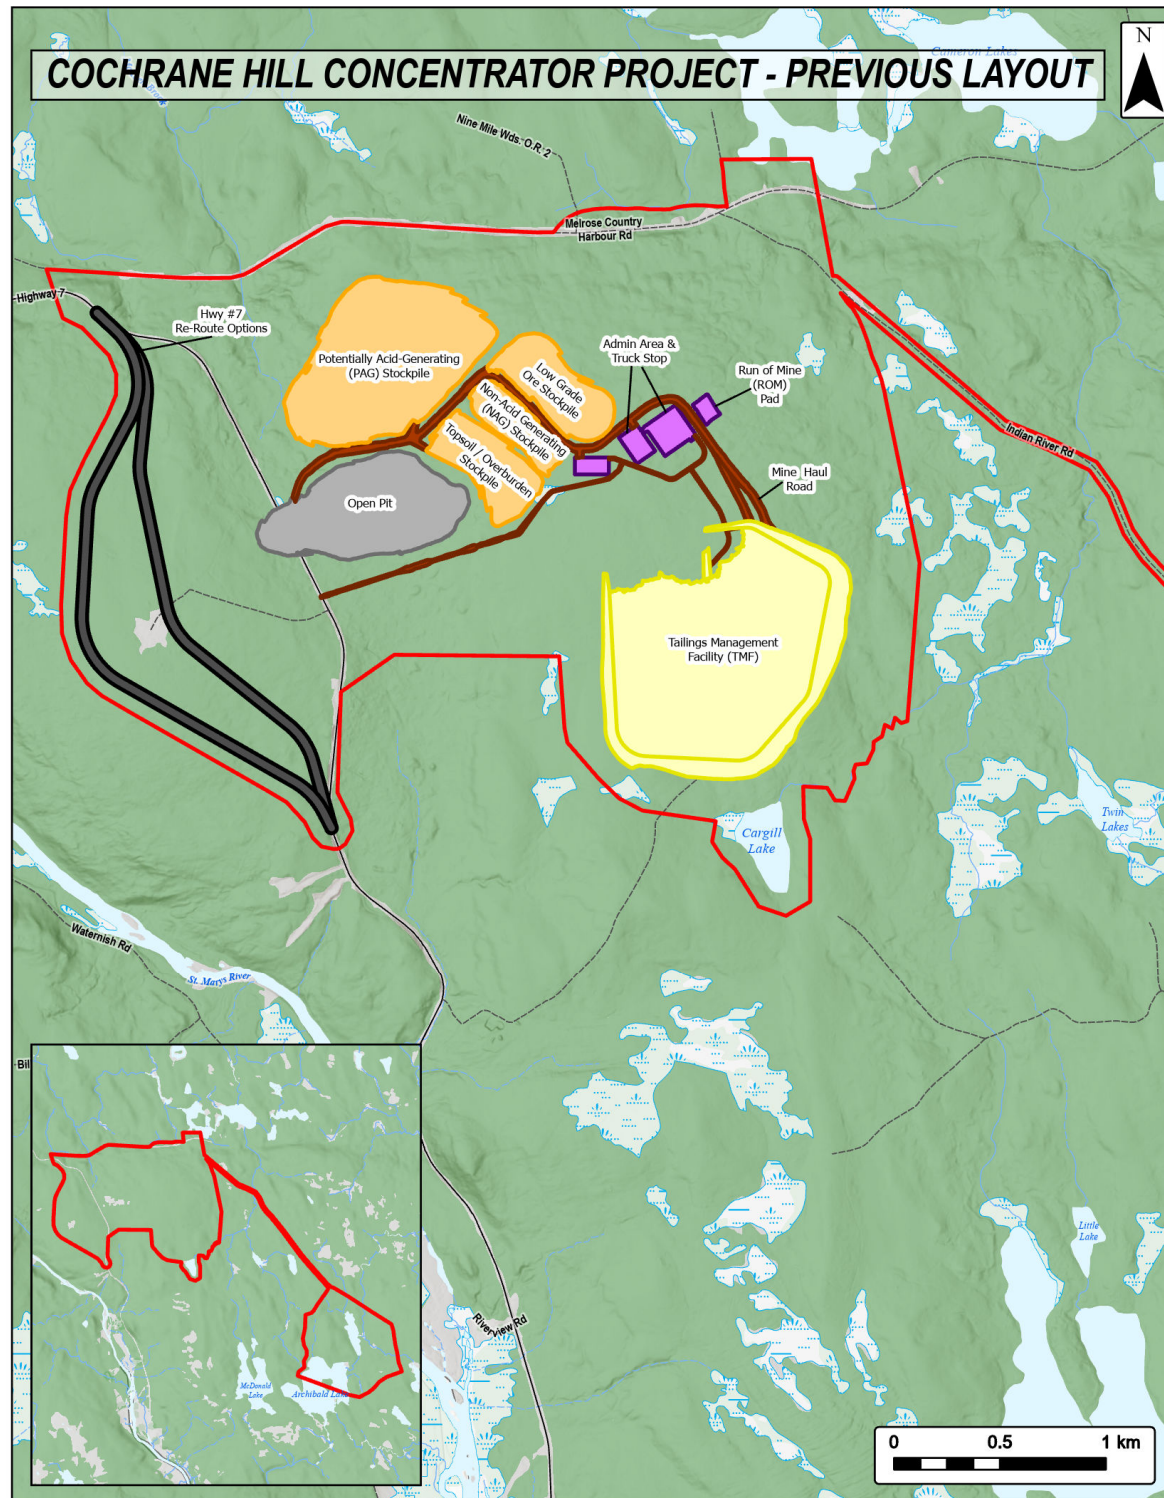 Cameron Lakes
N
COCHRANE HILL CONCENTRATOR PROJECT - PREVIOUS LAYOUT
Brook
Nine Mile Wds. O.R. 2
Melrose Country
Harbour Rd
Highway 7
Hwy #7
Re-Route Options
Potentially Acid-Generating
(PAG) Stockpile
Low Grade
Ore Stockpile
Admin Area &
Truck Stop
Run of Mine
(ROM)
Pad
Non-Acid Generating
(NAG) Stockpile
Topsoil / Overburden
Stockpile
Indian River Rd
Mine Haul
Road
Open Pit
Tailings Management
Facility (TMF)
Cargill
Lake
Twin
Lakes
Waternish Rd
St. Marys River
Bil
Little
Lake
Riverview Rd
McDonald
Lake
Archibald Lake
0 0.5 1 km